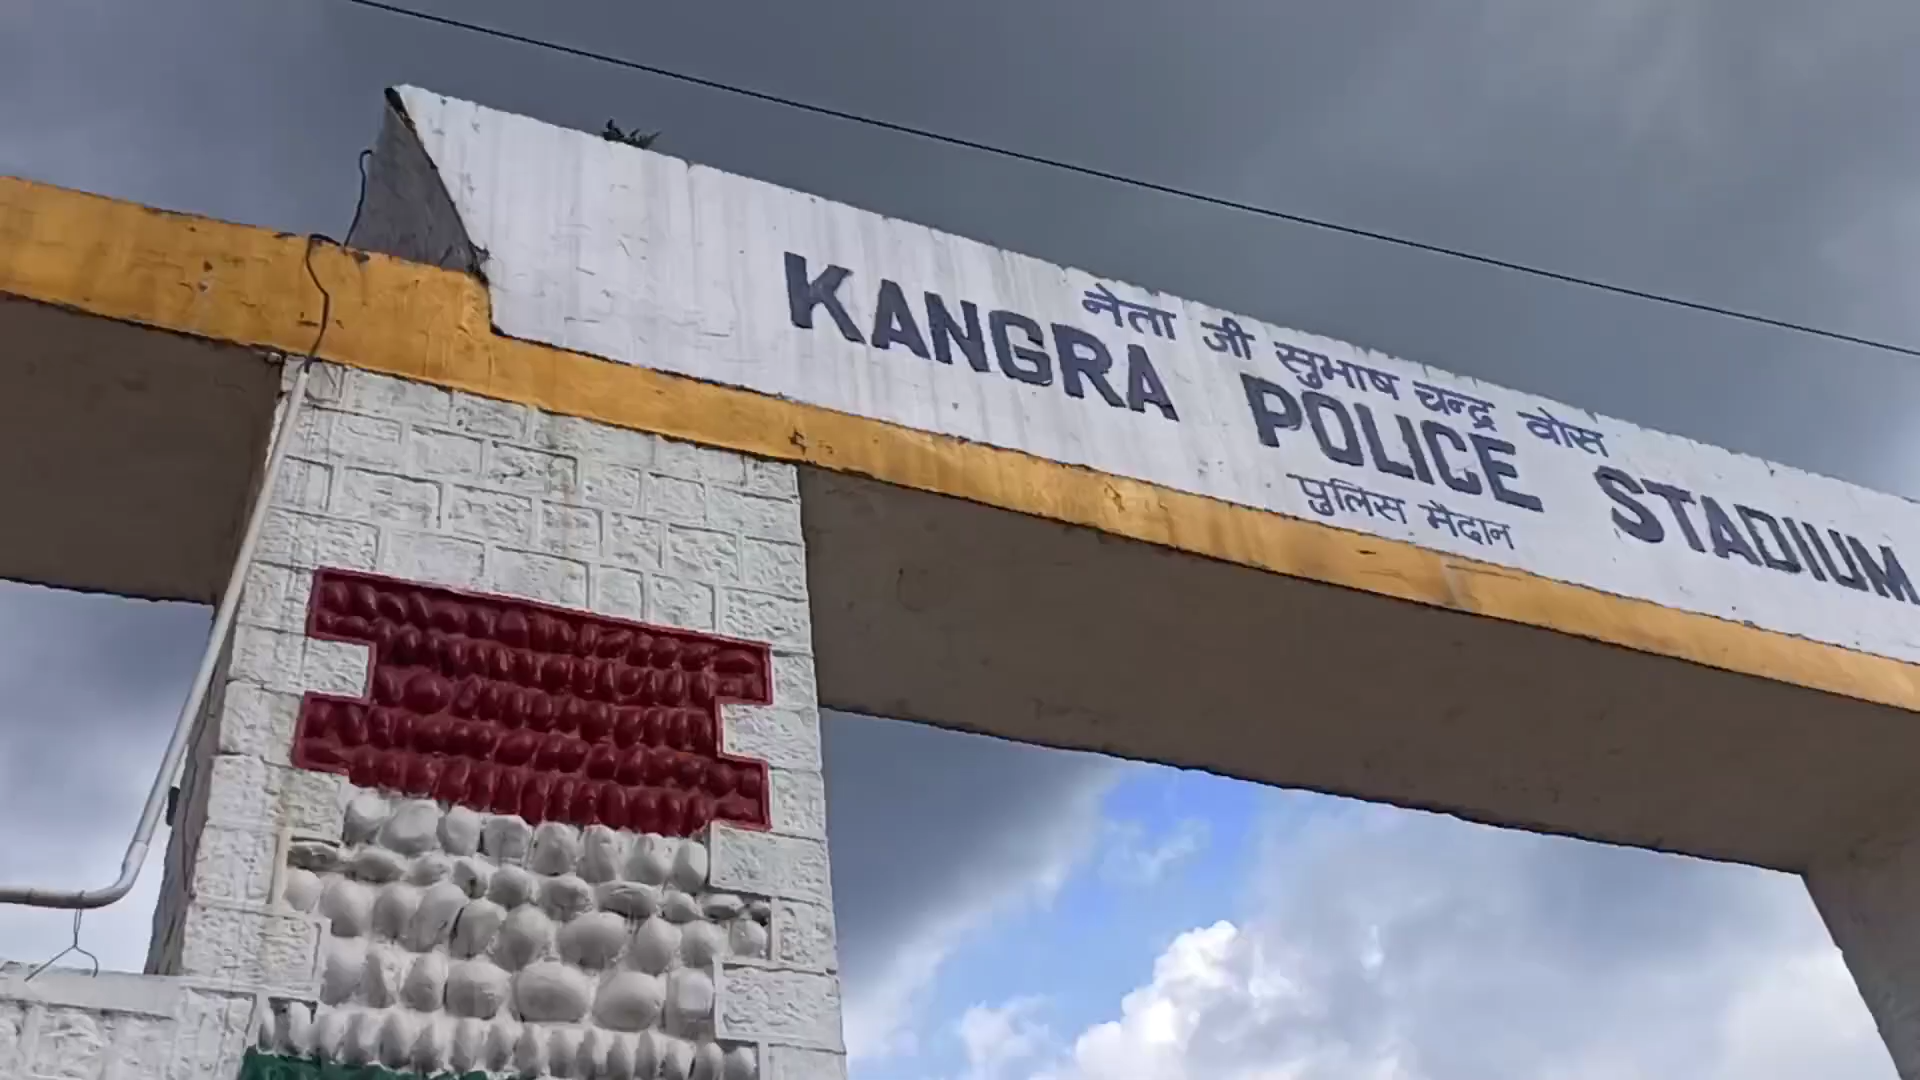 नेता जी सुभाष चन्द्र वोस
KANGRA POLICE STADIUM
पुलिस मैदान